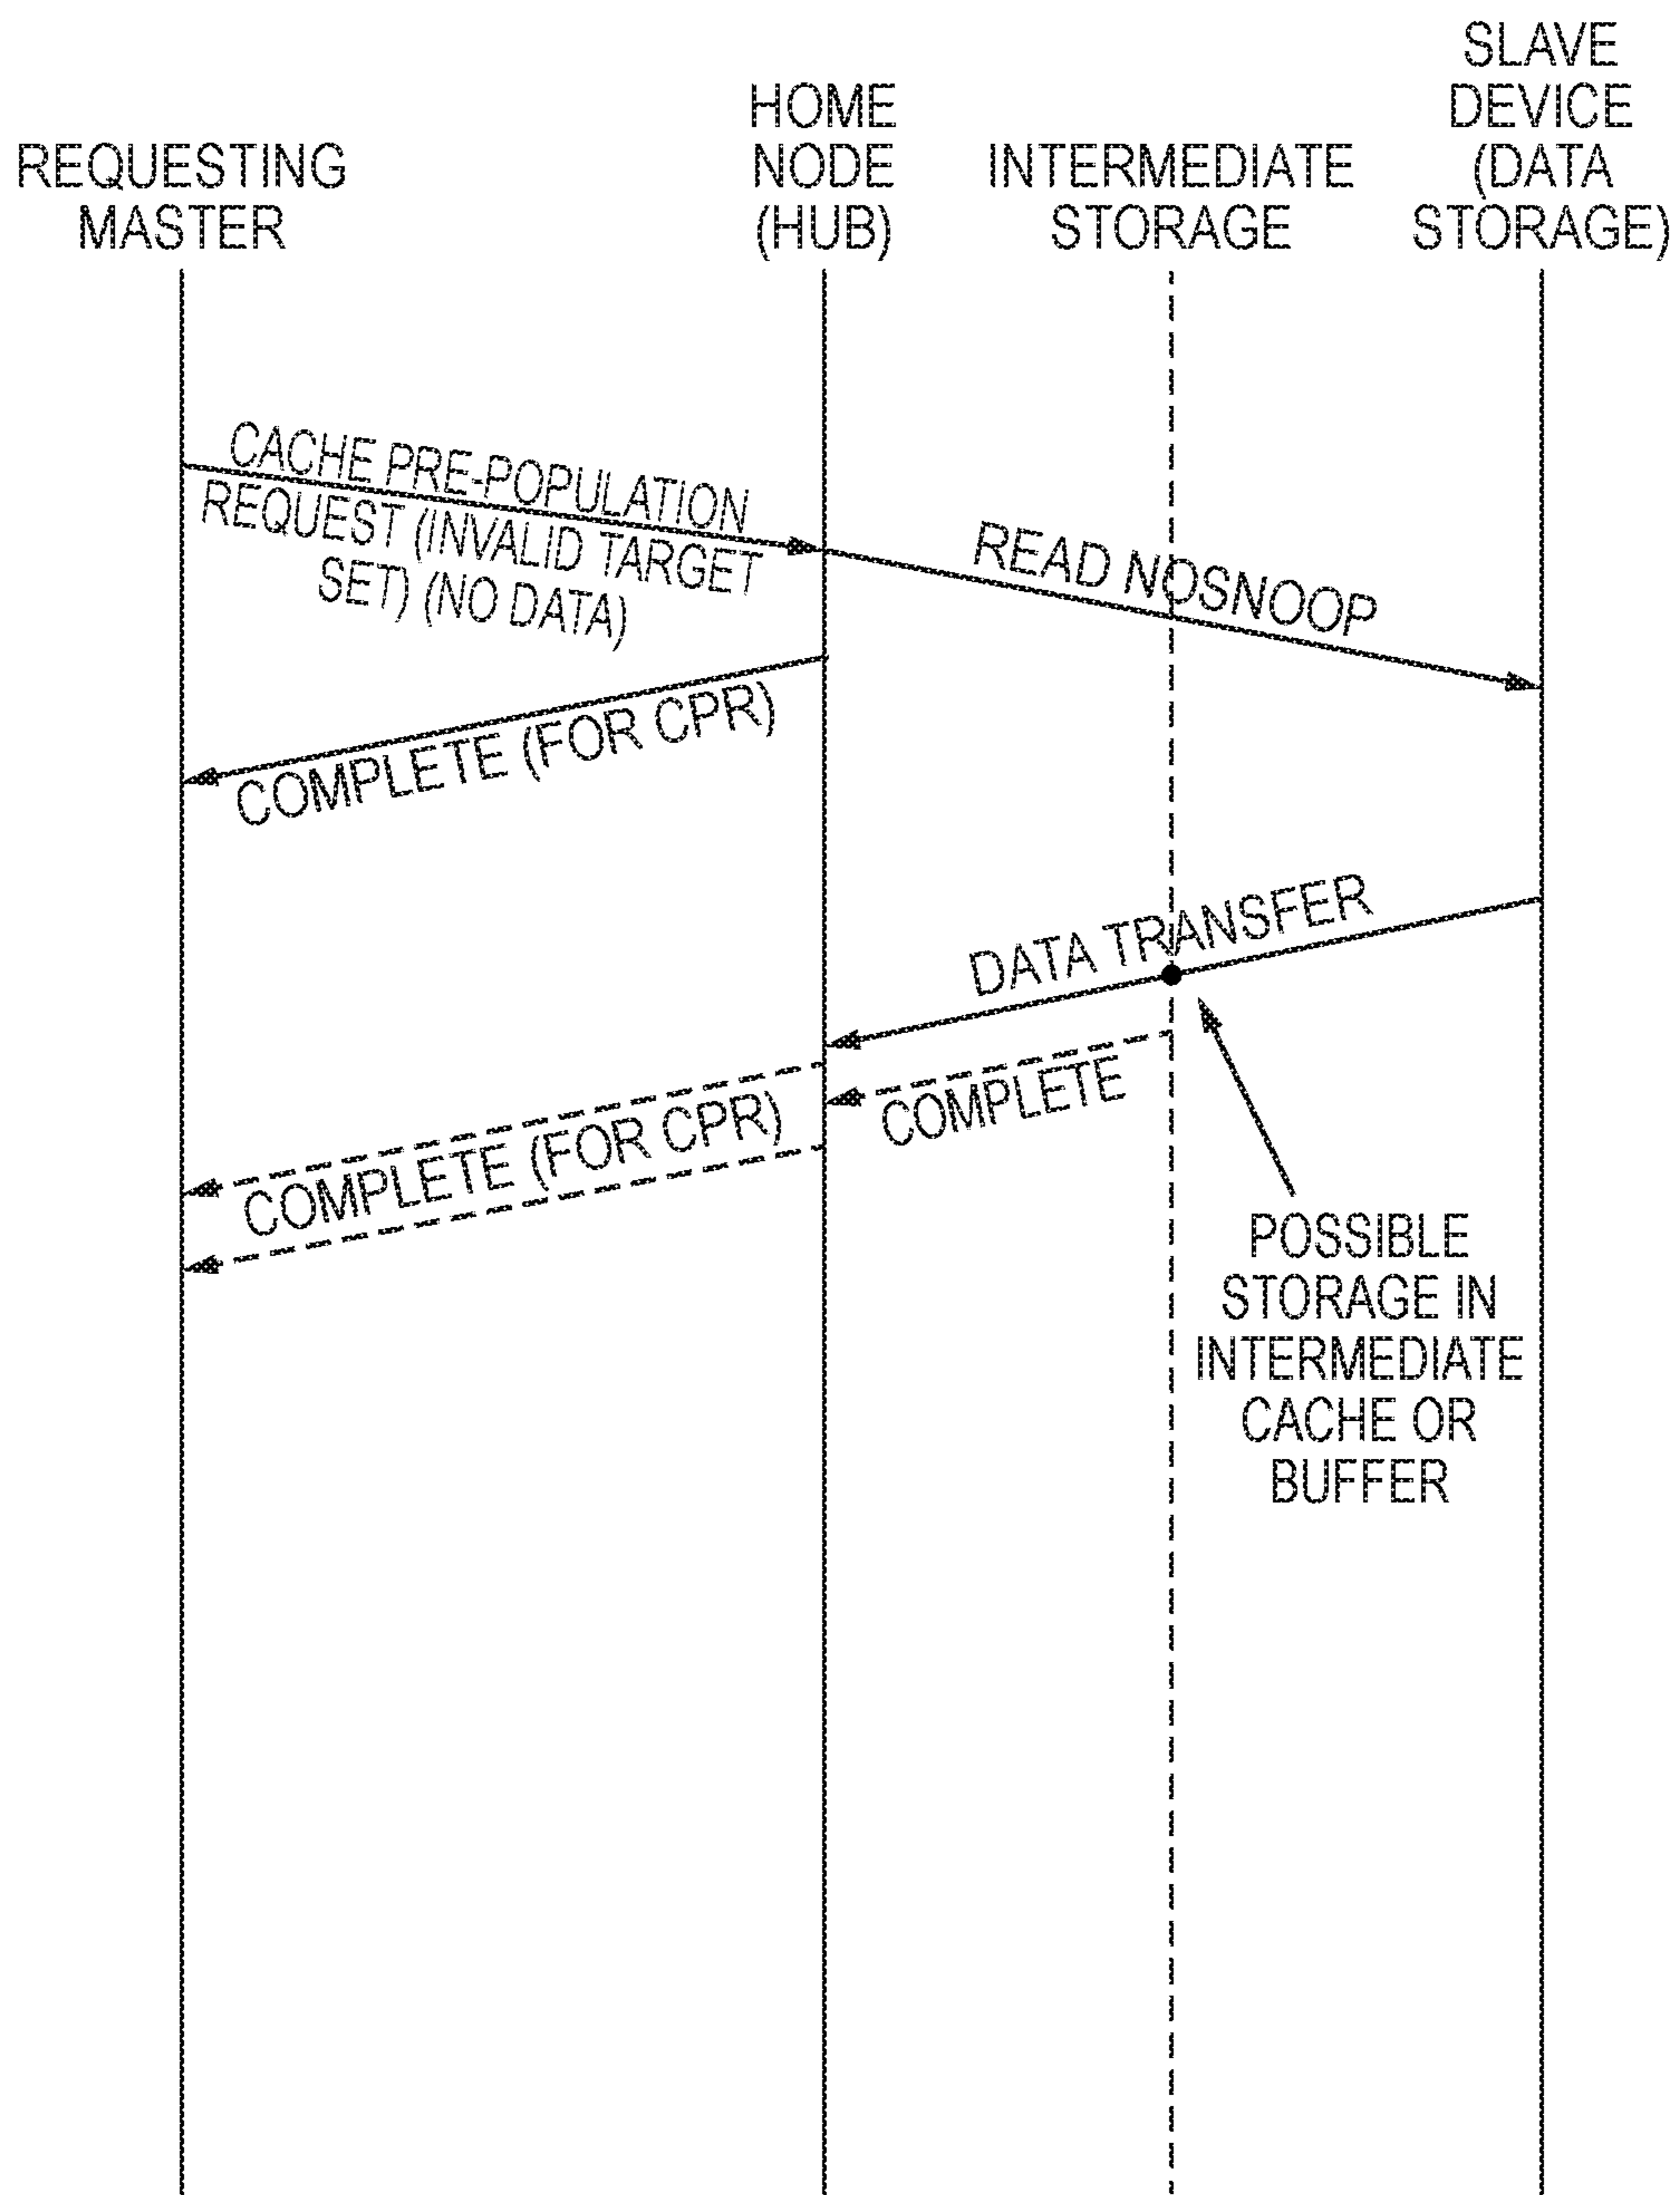 REQUESTING
MASTER
HOME
NODE
(HUB)
INTERMEDIATE
STORAGE
SLAVE
DEVICE
(DATA
STORAGE)
CACHE PRE-POPULATION
REQUEST (INVALID TARGET
SET) (NO DATA)
READ NOSNOOP
COMPLETE (FOR CPR)
DATA TRANSFER
COMPLETE
COMPLETE (FOR CPR)
POSSIBLE
STORAGE IN
INTERMEDIATE
CACHE OR
BUFFER